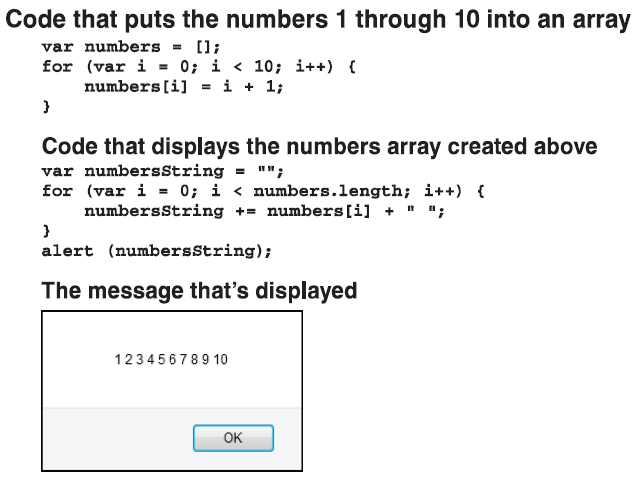 Code that puts the numbers 1 through 10 into an array
var numbers = [];
for (var i = 0; i < 10; i++) {
    numbers[i] = i + 1;
}
Code that displays the numbers array created above
var numbersString = "";
for (var i = 0; i < numbers.length; i++) {
    numbersString += numbers[i] + " ";
}
alert (numbersString);
The message that's displayed
1 2 3 4 5 6 7 8 9 10
OK